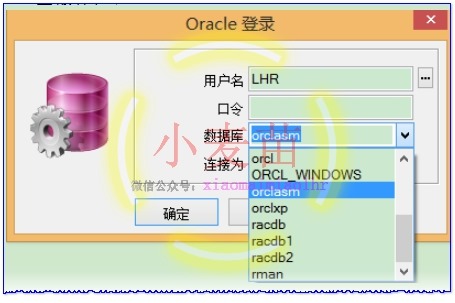 Oracle 登录
用户名 LHR
口令
数据库 orclasm
连接为
orcl
ORCL_WINDOWS
orclasm
orclxp
racdb
racdb1
racdb2
rman
确定
小麦苗
微信公众号: